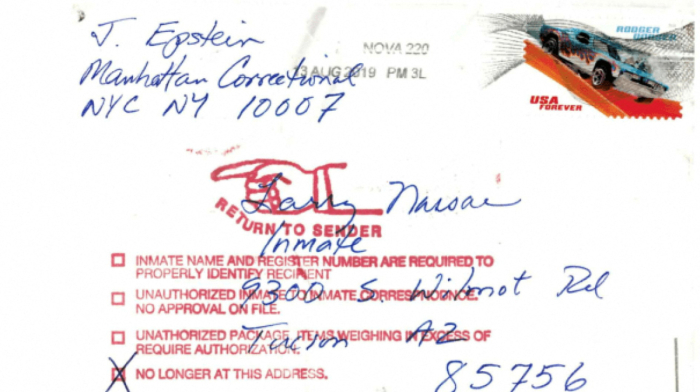 J. Epstein
Manhattan Correctional
NYC NY 10007
NOVA 220
13 AUG 2019 PM 3L
RODGER DODGER
USA
FOREVER
RETURN TO SENDER
Larry Nassar
Inmate
9300 S. Wilmot Rd
Tucson AZ
85756
INMATE NAME AND REGISTER NUMBER ARE REQUIRED TO
PROPERLY IDENTIFY RECIPIENT
UNAUTHORIZED INMATE TO INMATE CORRESPONDENCE.
NO APPROVAL ON FILE.
UNATHORIZED PACKAGE, ITEMS WEIGHING IN EXCESS OF
REQUIRE AUTHORIZATION.
X NO LONGER AT THIS ADDRESS.